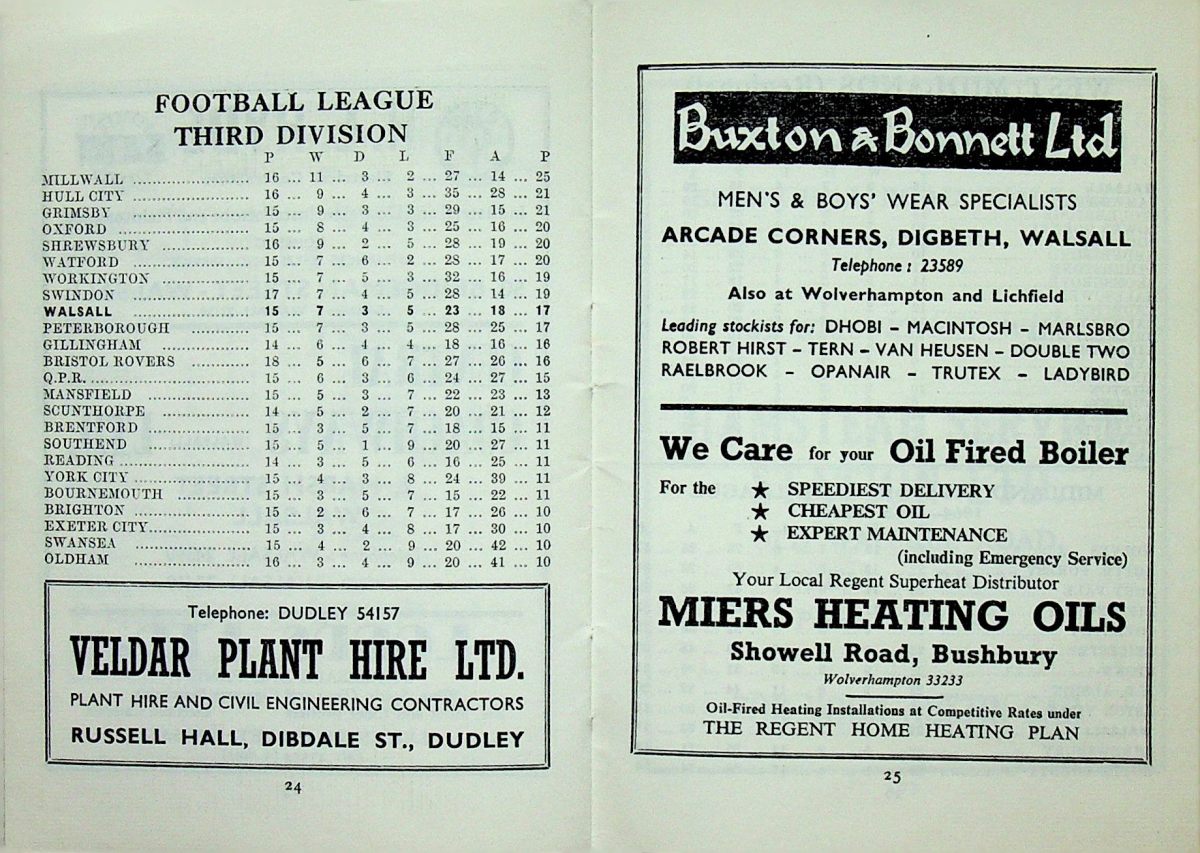 FOOTBALL LEAGUE
THIRD DIVISION
P W D L F A P
MILLWALL .................. 16 ... 11 ... 3 ... 2 ... 27 ... 14 ... 25
HULL CITY .................. 16 ... 9 ... 4 ... 3 ... 35 ... 28 ... 21
GRIMSBY .................. 15 ... 9 ... 3 ... 3 ... 29 ... 15 ... 21
OXFORD .................. 15 ... 8 ... 4 ... 3 ... 25 ... 16 ... 20
SHREWSBURY .................. 16 ... 9 ... 2 ... 5 ... 28 ... 19 ... 20
WATFORD .................. 15 ... 7 ... 6 ... 2 ... 28 ... 17 ... 20
WORKINGTON .................. 15 ... 7 ... 5 ... 3 ... 32 ... 16 ... 19
SWINDON .................. 17 ... 7 ... 4 ... 5 ... 28 ... 14 ... 19
WALSALL .................. 15 ... 7 ... 3 ... 5 ... 23 ... 18 ... 17
PETERBOROUGH .................. 15 ... 7 ... 3 ... 5 ... 28 ... 25 ... 17
GILLINGHAM .................. 14 ... 6 ... 4 ... 4 ... 18 ... 16 ... 16
BRISTOL ROVERS .................. 18 ... 5 ... 6 ... 7 ... 27 ... 26 ... 16
Q.P.R. .................. 15 ... 6 ... 3 ... 6 ... 24 ... 27 ... 15
MANSFIELD .................. 15 ... 5 ... 3 ... 7 ... 22 ... 23 ... 13
SCUNTHORPE .................. 14 ... 5 ... 2 ... 7 ... 20 ... 21 ... 12
BRENTFORD .................. 15 ... 3 ... 5 ... 7 ... 18 ... 15 ... 11
SOUTHEND .................. 15 ... 5 ... 1 ... 9 ... 20 ... 27 ... 11
READING .................. 14 ... 3 ... 5 ... 6 ... 16 ... 25 ... 11
YORK CITY .................. 15 ... 4 ... 3 ... 8 ... 24 ... 39 ... 11
BOURNEMOUTH .................. 15 ... 3 ... 5 ... 7 ... 15 ... 22 ... 11
BRIGHTON .................. 15 ... 2 ... 6 ... 7 ... 17 ... 26 ... 10
EXETER CITY .................. 15 ... 3 ... 4 ... 8 ... 17 ... 30 ... 10
SWANSEA .................. 15 ... 4 ... 2 ... 9 ... 20 ... 42 ... 10
OLDHAM .................. 16 ... 3 ... 4 ... 9 ... 20 ... 41 ... 10
Telephone: DUDLEY 54157
VELDAR PLANT HIRE LTD.
PLANT HIRE AND CIVIL ENGINEERING CONTRACTORS
RUSSELL HALL, DIBDALE ST., DUDLEY
24
Buxton & Bonnett Ltd
MEN'S & BOYS' WEAR SPECIALISTS
ARCADE CORNERS, DIGBETH, WALSALL
Telephone: 23589
Also at Wolverhampton and Lichfield
Leading stockists for: DHOBI – MACINTOSH – MARLSBRO
ROBERT HIRST – TERN – VAN HEUSEN – DOUBLE TWO
RAELBROOK – OPANAIR – TRUTEX – LADYBIRD
We Care for your Oil Fired Boiler
For the ★ SPEEDIEST DELIVERY
★ CHEAPEST OIL
★ EXPERT MAINTENANCE
(including Emergency Service)
Your Local Regent Superheat Distributor
MIERS HEATING OILS
Showell Road, Bushbury
Wolverhampton 33233
Oil-Fired Heating Installations at Competitive Rates under
THE REGENT HOME HEATING PLAN
25